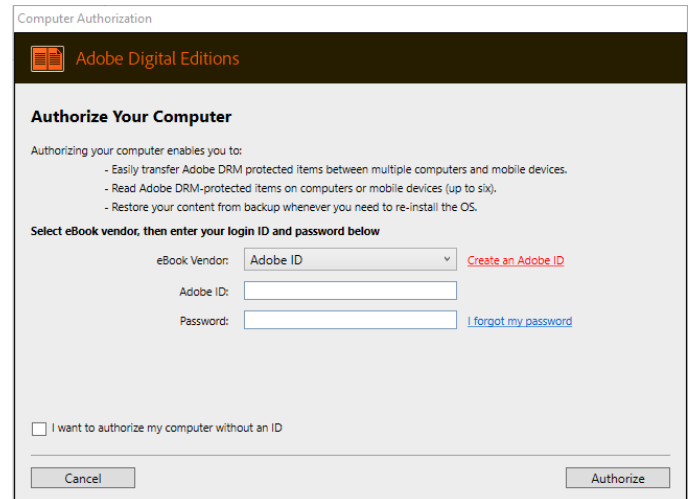 Computer Authorization
Adobe Digital Editions
Authorize Your Computer
Authorizing your computer enables you to:
- Easily transfer Adobe DRM protected items between multiple computers and mobile devices.
- Read Adobe DRM-protected items on computers or mobile devices (up to six).
- Restore your content from backup whenever you need to re-install the OS.
Select eBook vendor, then enter your login ID and password below
eBook Vendor: Adobe ID Create an Adobe ID
Adobe ID:
Password: I forgot my password
I want to authorize my computer without an ID
Cancel Authorize